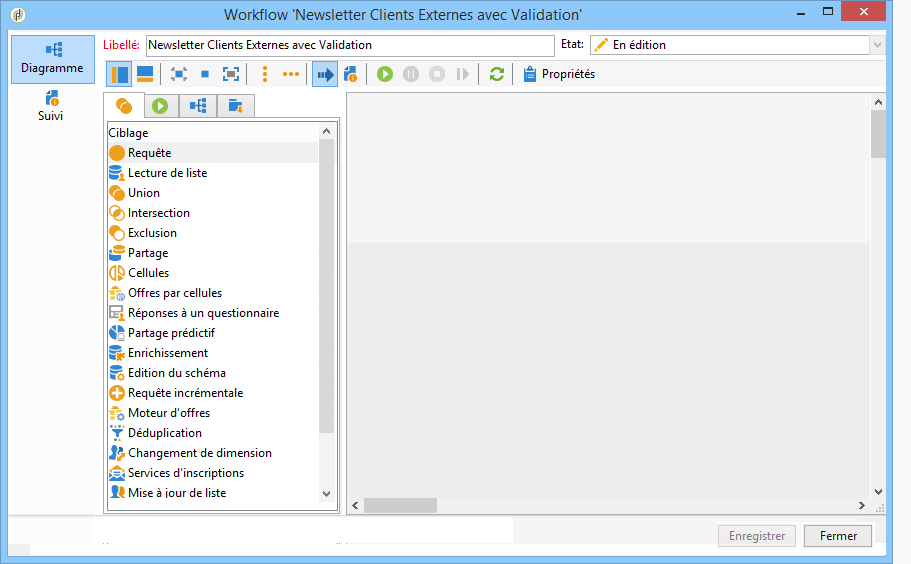 Workflow 'Newsletter Clients Externes avec Validation'
Diagramme
Suivi
Libellé: Newsletter Clients Externes avec Validation Etat: En édition
Propriétés
Ciblage
Requête
Lecture de liste
Union
Intersection
Exclusion
Partage
Cellules
Offres par cellules
Réponses à un questionnaire
Partage prédictif
Enrichissement
Edition du schéma
Requête incrémentale
Moteur d'offres
Déduplication
Changement de dimension
Services d'inscriptions
Mise à jour de liste
Enregistrer Fermer